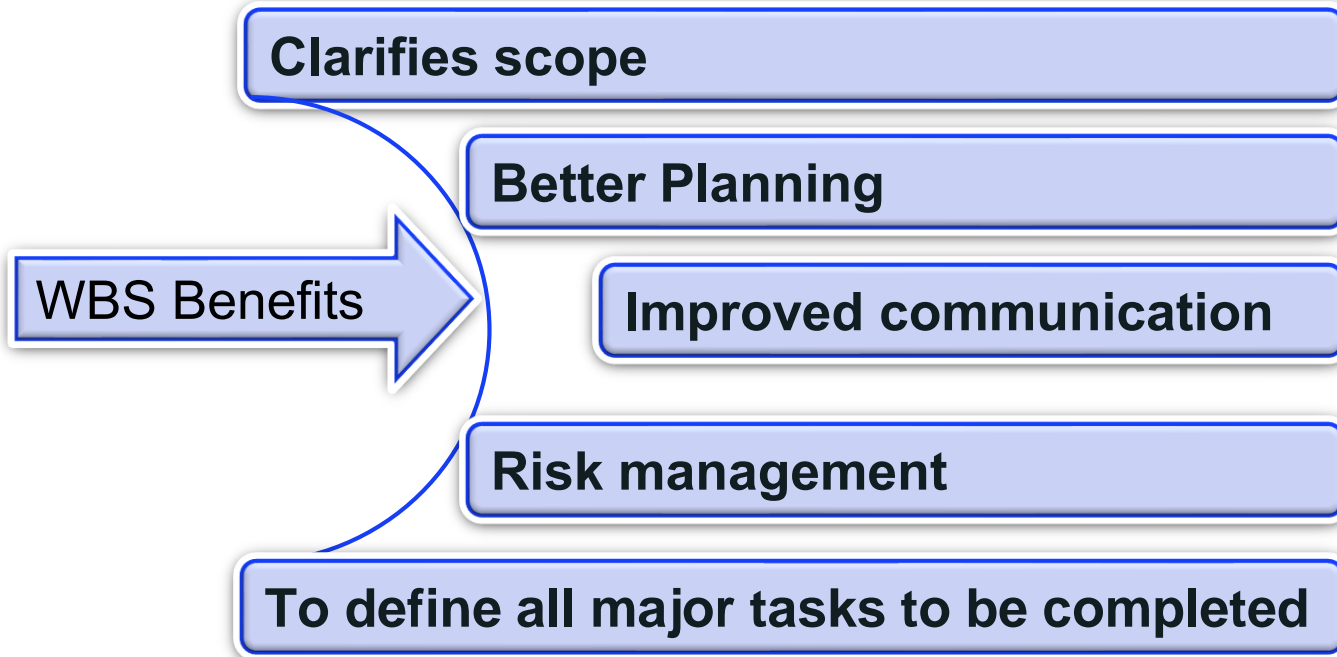 Clarifies scope
Better Planning
WBS Benefits
Improved communication
Risk management
To define all major tasks to be completed